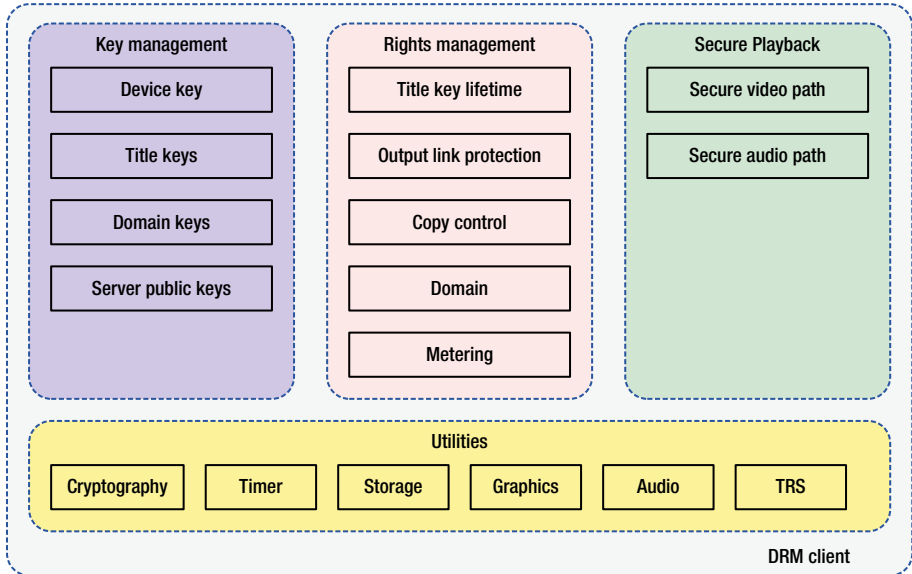 Key management
Device key
Title keys
Domain keys
Server public keys
Rights management
Title key lifetime
Output link protection
Copy control
Domain
Metering
Secure Playback
Secure video path
Secure audio path
Utilities
Cryptography
Timer
Storage
Graphics
Audio
TRS
DRM client